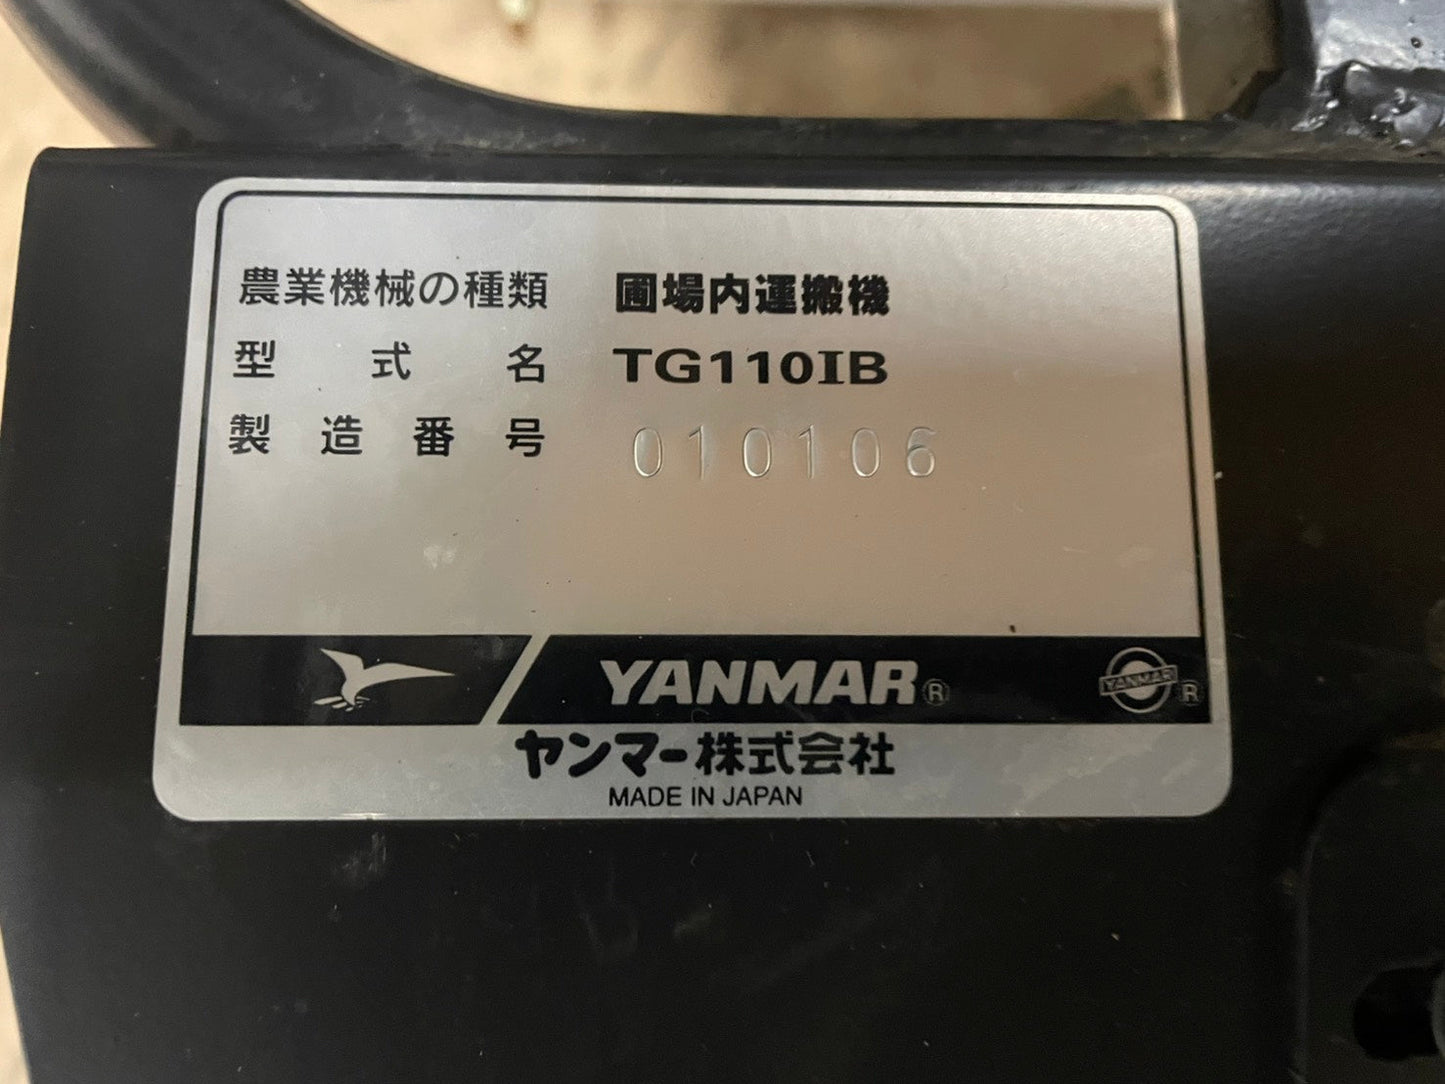 農業機械の種類 圃場内運搬機
型式名 TG110IB
製造番号 010106
YANMAR® YANMAR ®
ヤンマー株式会社
MADE IN JAPAN